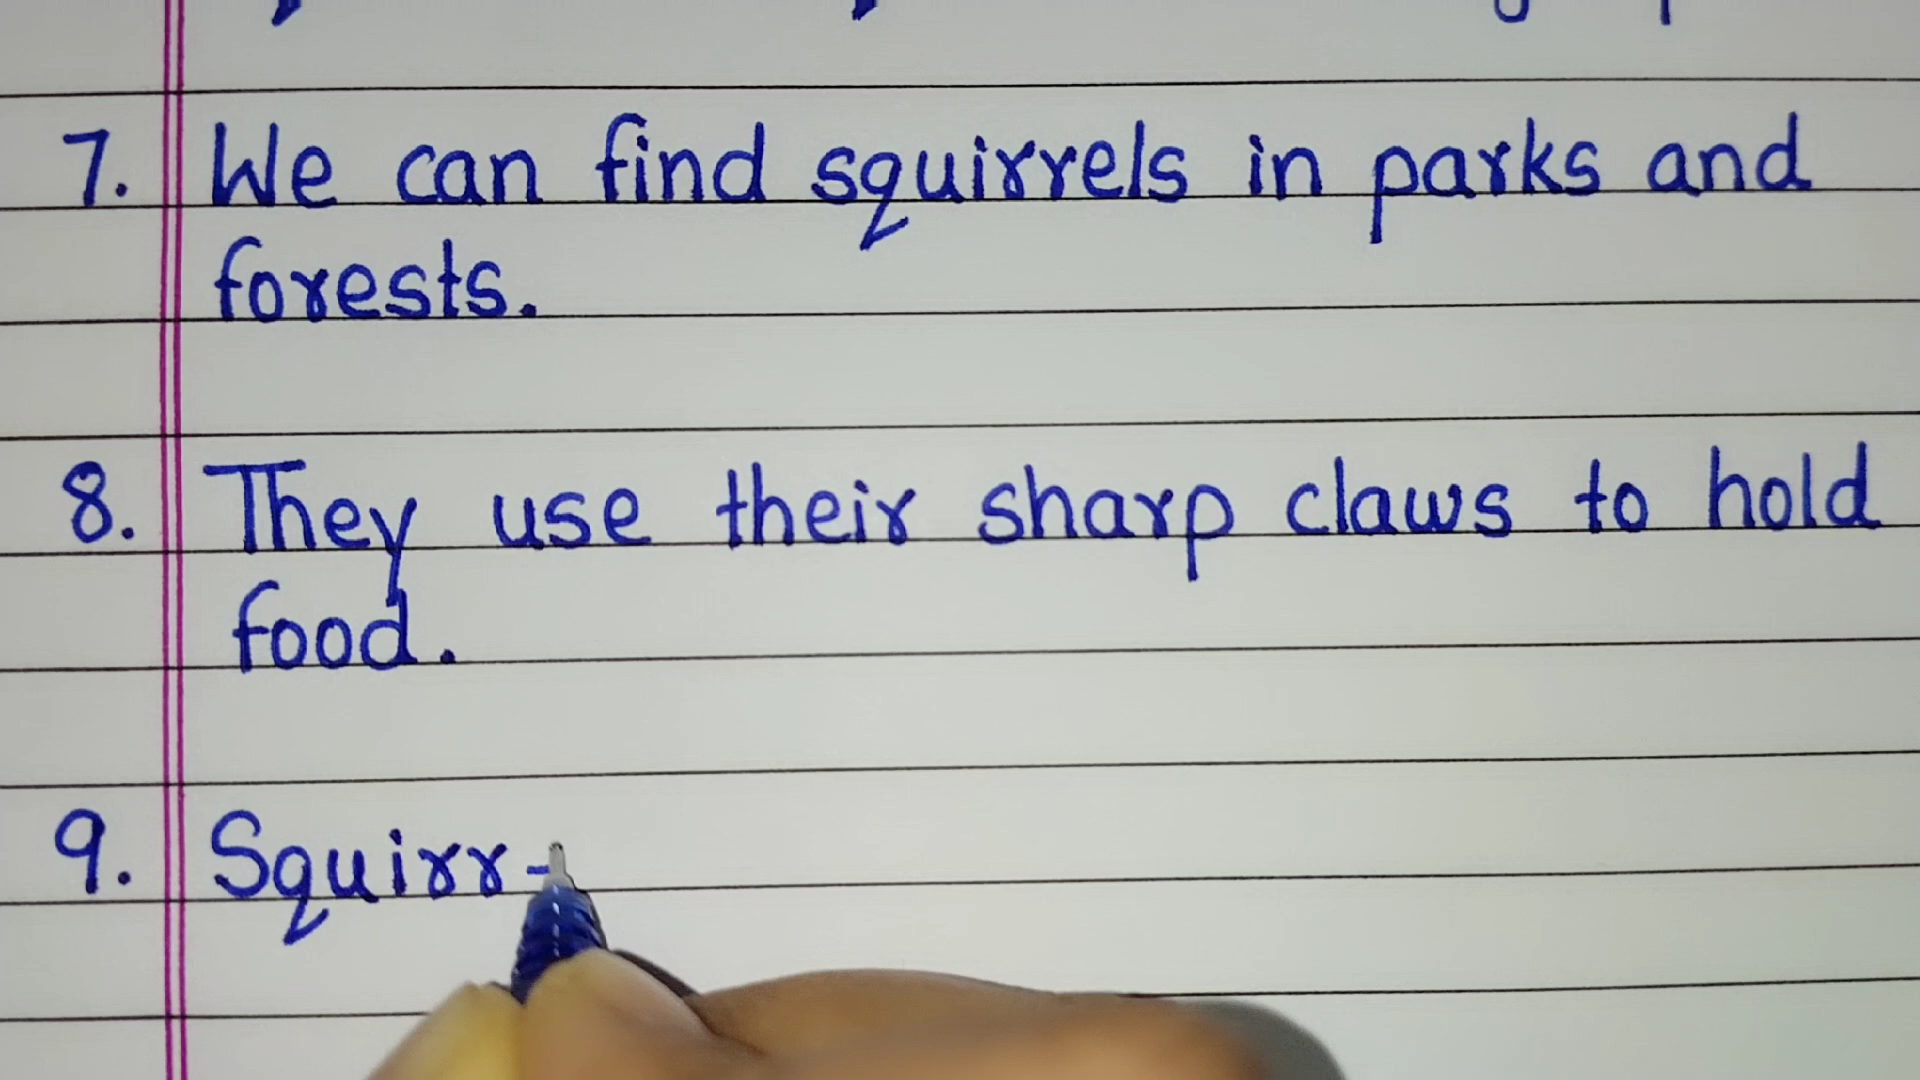 7. We can find squirrels in parks and
forests.
8. They use their sharp claws to hold
food.
9. Squirr